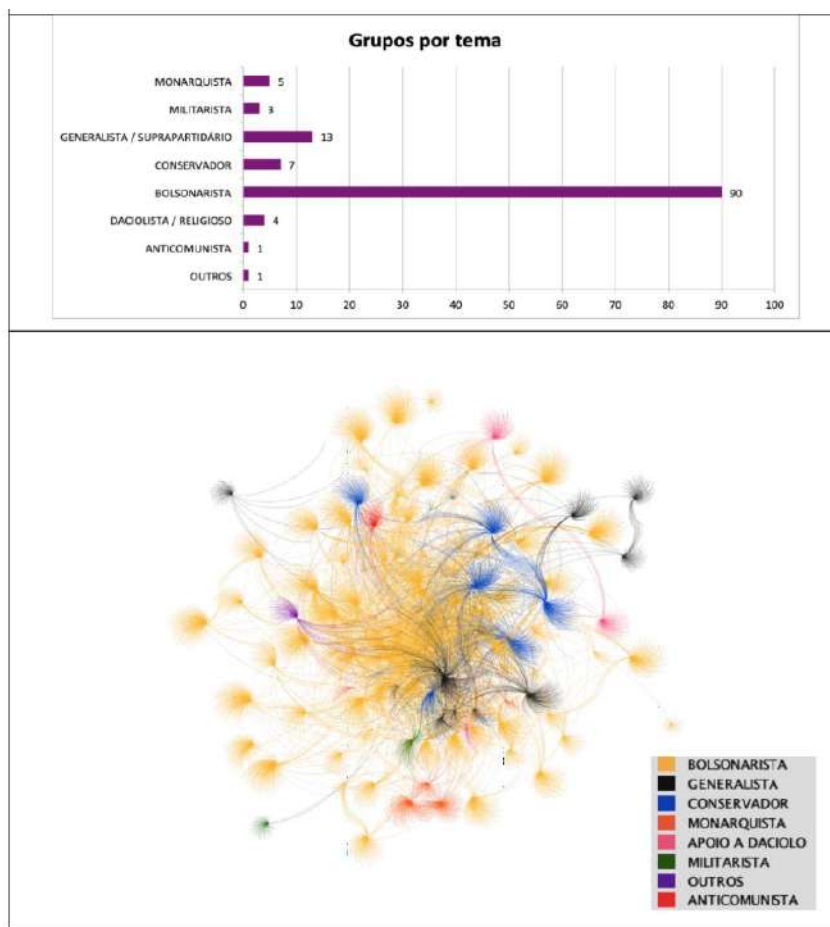 Grupos por tema
MONARQUISTA 5
MILITARISTA 3
GENERALISTA / SUPRAPARTIDÁRIO 13
CONSERVADOR 7
BOLSONARISTA 90
DACIOLISTA / RELIGIOSO 4
ANTICOMUNISTA 1
OUTROS 1
0 10 20 30 40 50 60 70 80 90 100
BOLSONARISTA
GENERALISTA
CONSERVADOR
MONARQUISTA
APOIO A DACIOLO
MILITARISTA
OUTROS
ANTICOMUNISTA